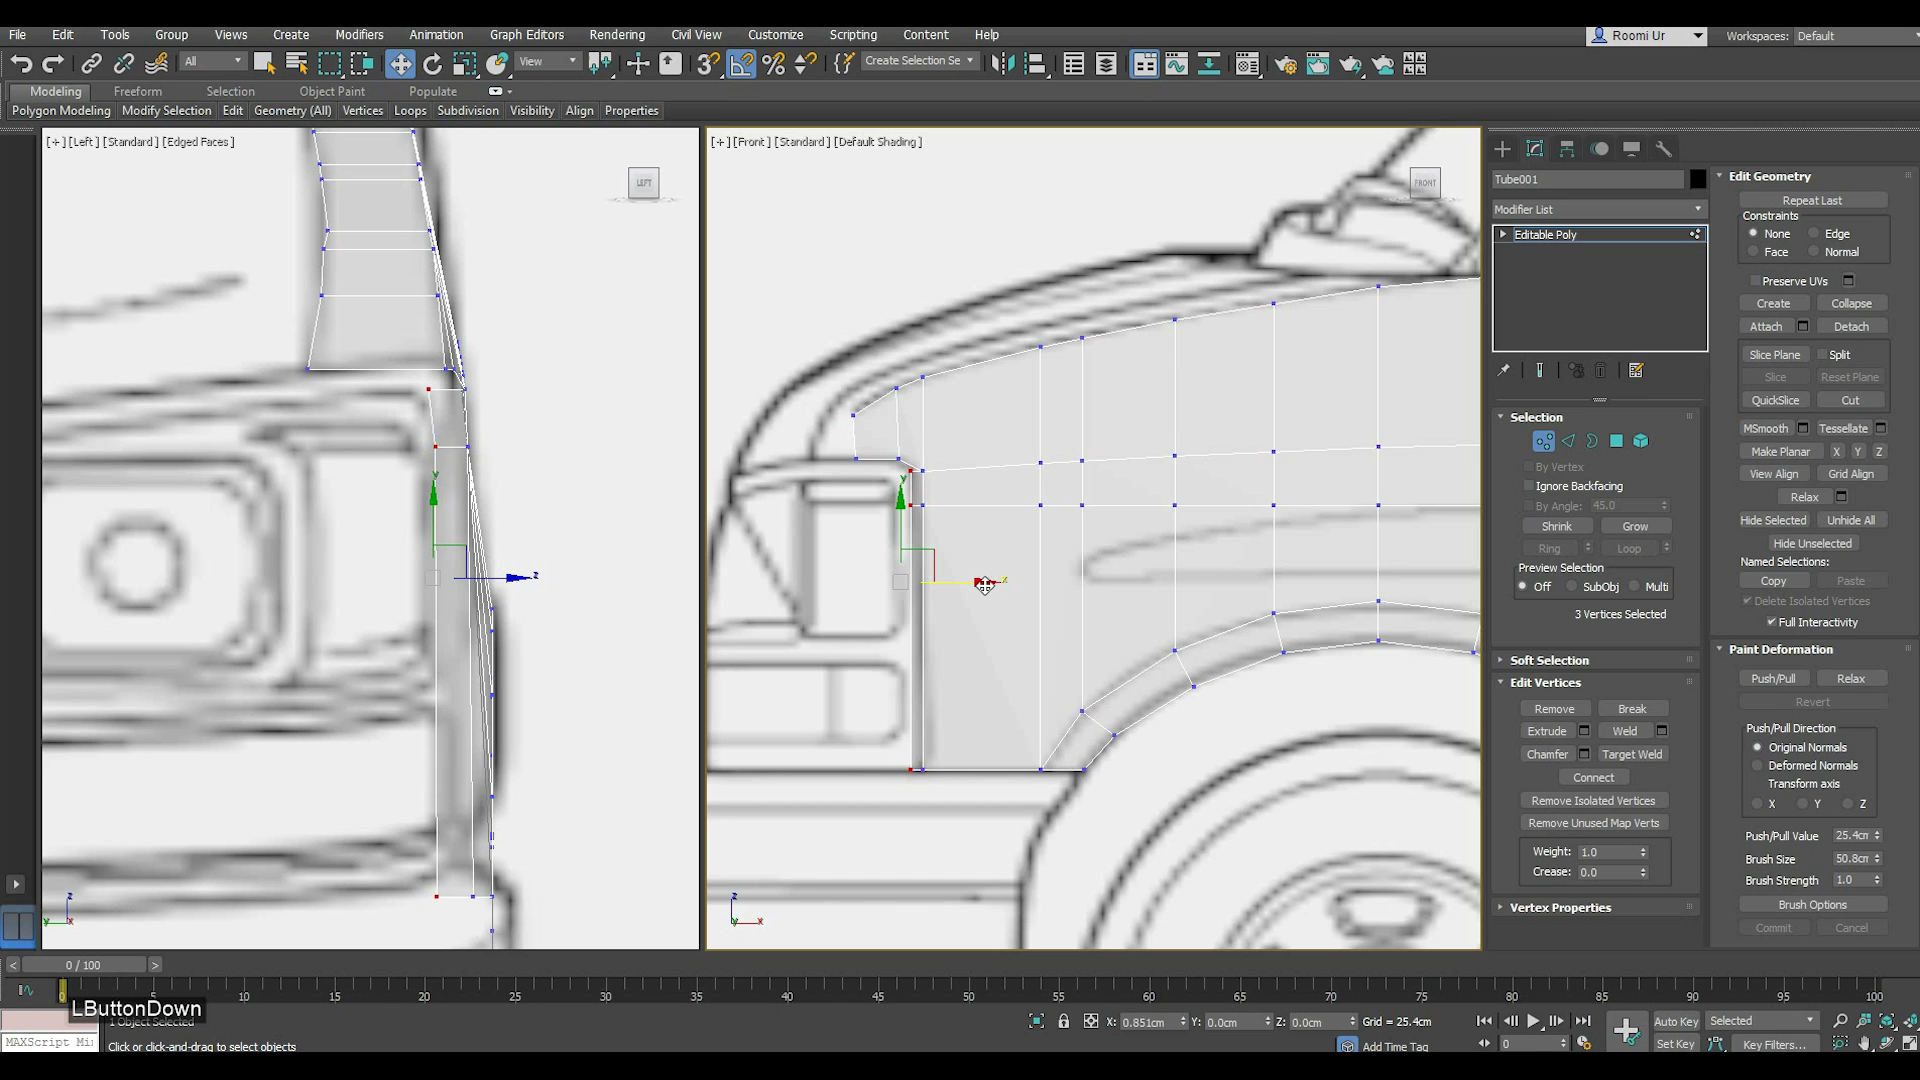 File Edit Tools Group Views Create Modifiers Animation Graph Editors Rendering Civil View Customize Scripting Content Help
Roomi Ur Workspaces: Default
All View Create Selection Se
Modeling Freeform Selection Object Paint Populate
Polygon Modeling Modify Selection Edit Geometry (All) Vertices Loops Subdivision Visibility Align Properties
[+] [Left] [Standard] [Edged Faces]
[+] [Front] [Standard] [Default Shading]
LEFT
FRONT
Tube001
Modifier List
Editable Poly
Selection
By Vertex
Ignore Backfacing
By Angle: 45.0
Shrink Grow
Ring Loop
Preview Selection
Off SubObj Multi
3 Vertices Selected
Soft Selection
Edit Vertices
Remove Break
Extrude Weld
Chamfer Target Weld
Connect
Remove Isolated Vertices
Remove Unused Map Verts
Weight: 1.0
Crease: 0.0
Vertex Properties
Edit Geometry
Repeat Last
Constraints
None Edge
Face Normal
Preserve UVs
Create Collapse
Attach Detach
Slice Plane Split
Slice Reset Plane
QuickSlice Cut
MSmooth Tessellate
Make Planar X Y Z
View Align Grid Align
Relax
Hide Selected Unhide All
Hide Unselected
Named Selections:
Copy Paste
Delete Isolated Vertices
Full Interactivity
Paint Deformation
Push/Pull Relax
Revert
Push/Pull Direction
Original Normals
Deformed Normals
Transform axis
X Y Z
Push/Pull Value 25.4cm
Brush Size 50.8cm
Brush Strength 1.0
Brush Options
Commit Cancel
y
z
y
x
z
y x
z
y x
< 0 / 100 >
0 5 10 15 20 25 30 35 40 45 50 55 60 65 70 75 80 85 90 95 100
LButtonDown
1 Object Selected
MAXScript Mi
Click or click-and-drag to select objects
X: 0.851cm Y: 0.0cm Z: 0.0cm Grid = 25.4cm
Add Time Tag
0
Auto Key Selected
Set Key Key Filters...